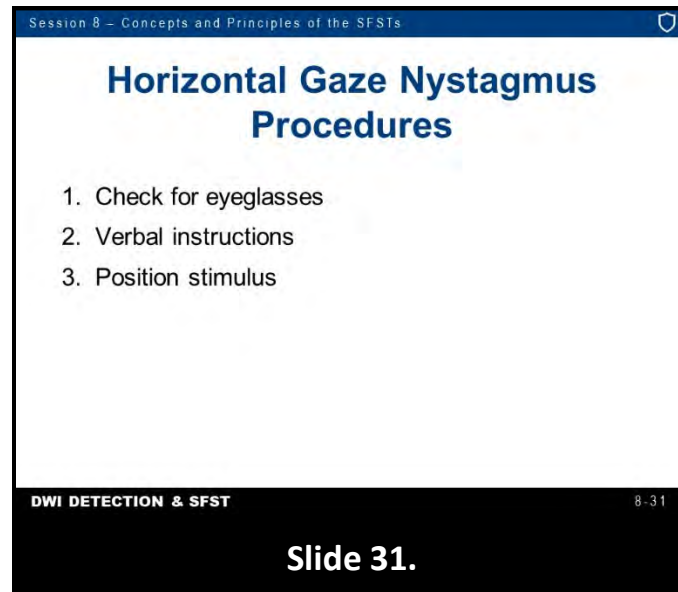 Session 8 – Concepts and Principles of the SFSTs
Horizontal Gaze Nystagmus
Procedures
1. Check for eyeglasses
2. Verbal instructions
3. Position stimulus
DWI DETECTION & SFST 8-31
Slide 31.